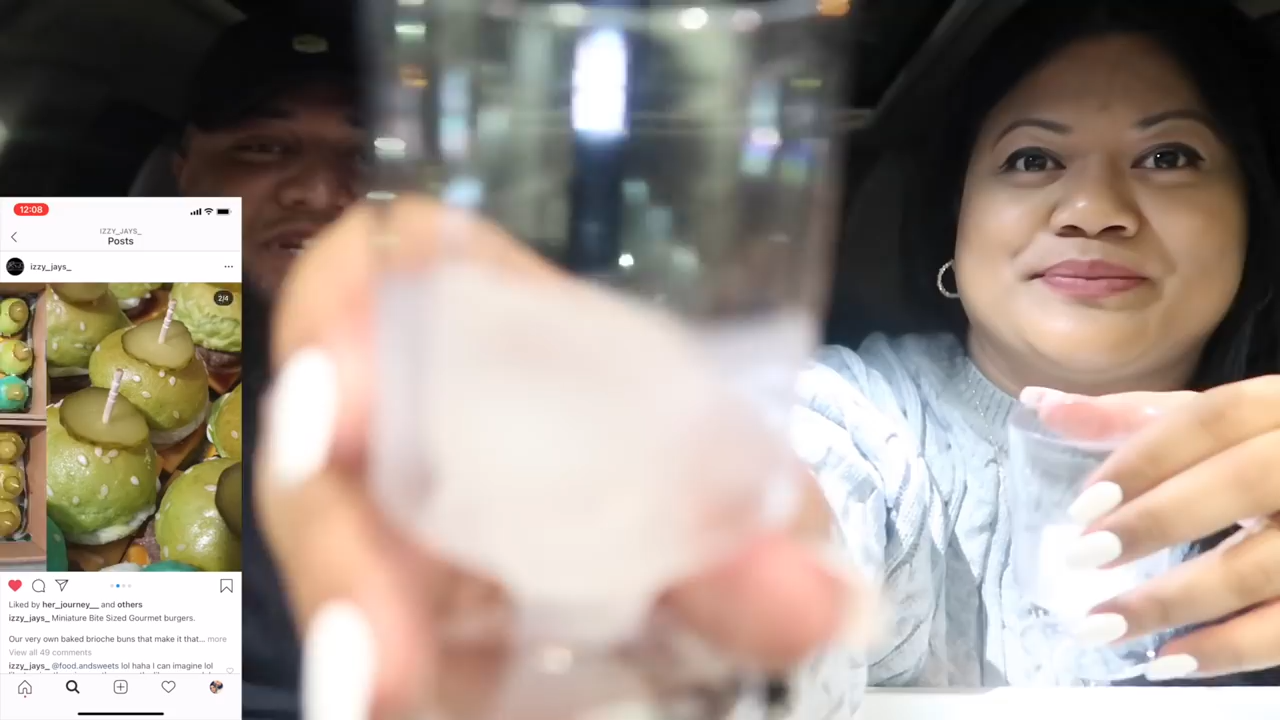 12:08
IZZY_JAYS_
Posts
izzy_jays_
2/4
Liked by her_journey__ and others
izzy_jays_ Miniature Bite Sized Gourmet burgers.
Our very own baked brioche buns that make it that... more
View all 49 comments
izzy_jays_ @food.andsweets lol haha I can imagine lol